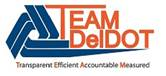 TEAM
DelDOT
Transparent Efficient Accountable Measured